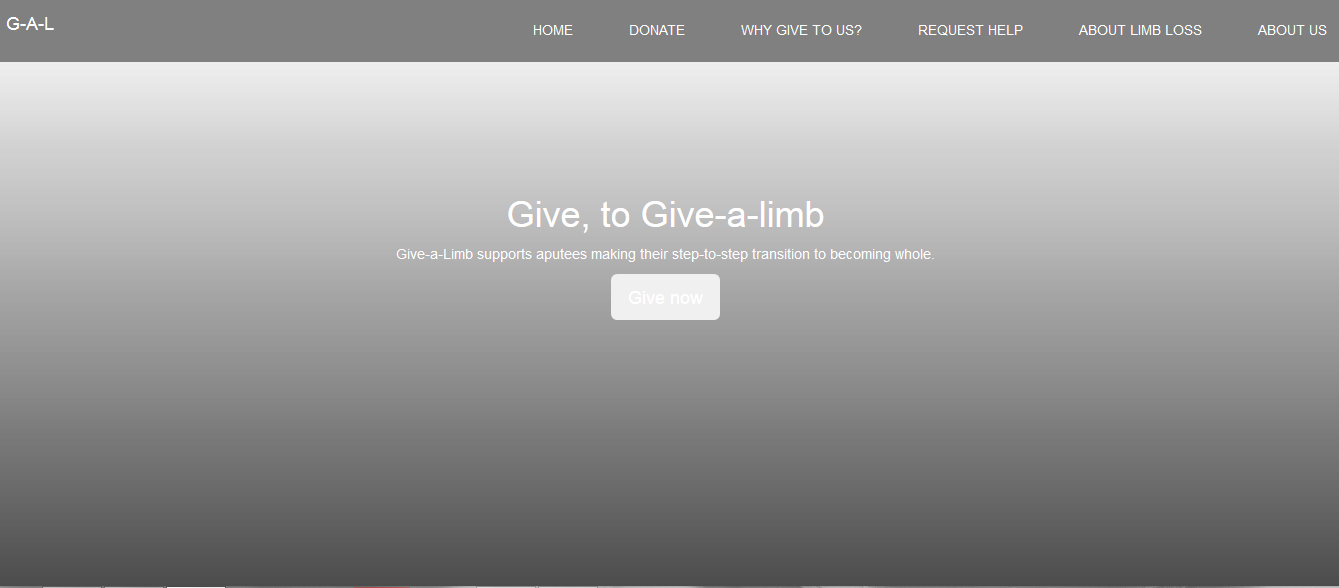 G-A-L
HOME DONATE WHY GIVE TO US? REQUEST HELP ABOUT LIMB LOSS ABOUT US
Give, to Give-a-limb
Give-a-Limb supports aputees making their step-to-step transition to becoming whole.
Give now